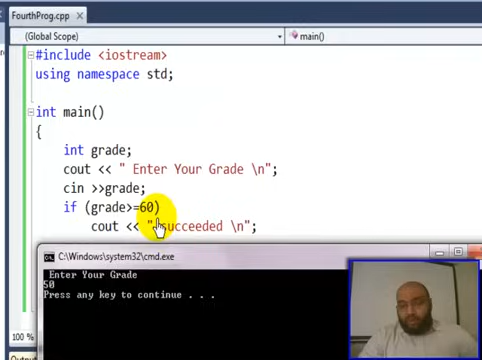 FourthProg.cpp
(Global Scope)
main()
#include <iostream>
using namespace std;
int main()
{
int grade;
cout << " Enter Your Grade \n";
cin >>grade;
if (grade>=60)
cout << " succeeded \n";
C:\Windows\system32\cmd.exe
Enter Your Grade
50
Press any key to continue . . .
100 %
Output